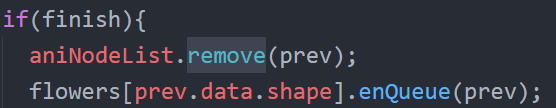 if(finish){
aniNodeList.remove(prev);
flowers[prev.data.shape].enQueue(prev);